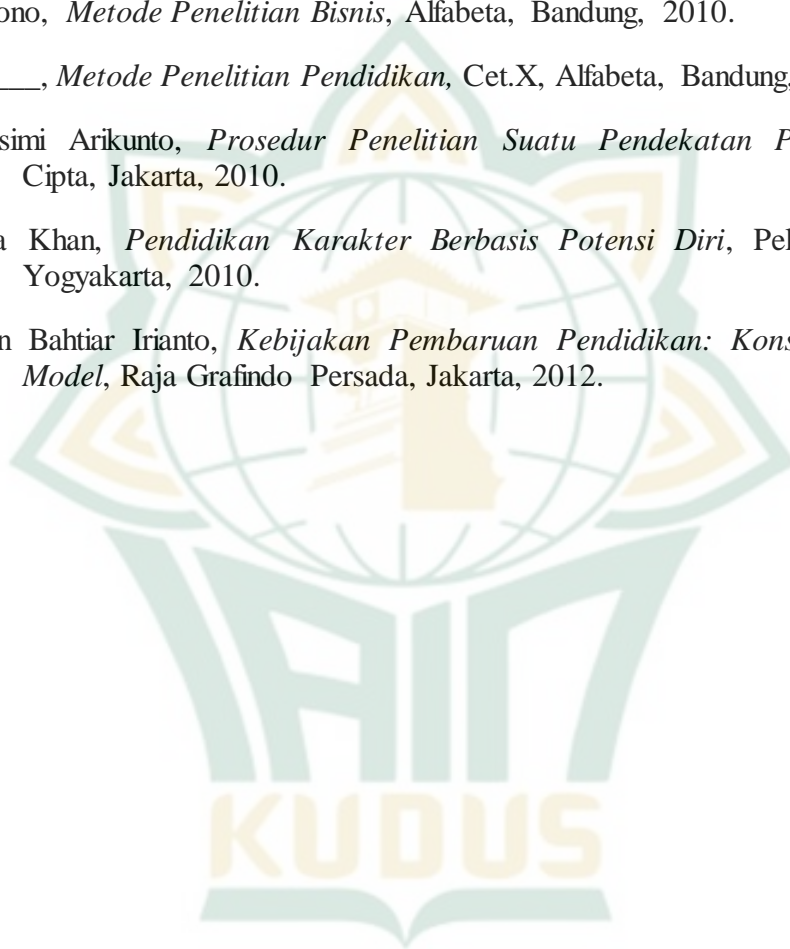 ono, Metode Penelitian Bisnis, Alfabeta, Bandung, 2010.
___, Metode Penelitian Pendidikan, Cet.X, Alfabeta, Bandung,
simi Arikunto, Prosedur Penelitian Suatu Pendekatan P
Cipta, Jakarta, 2010.
a Khan, Pendidikan Karakter Berbasis Potensi Diri, Pel
Yogyakarta, 2010.
n Bahtiar Irianto, Kebijakan Pembaruan Pendidikan: Kons
Model, Raja Grafindo Persada, Jakarta, 2012.
IAIN
KUDUS